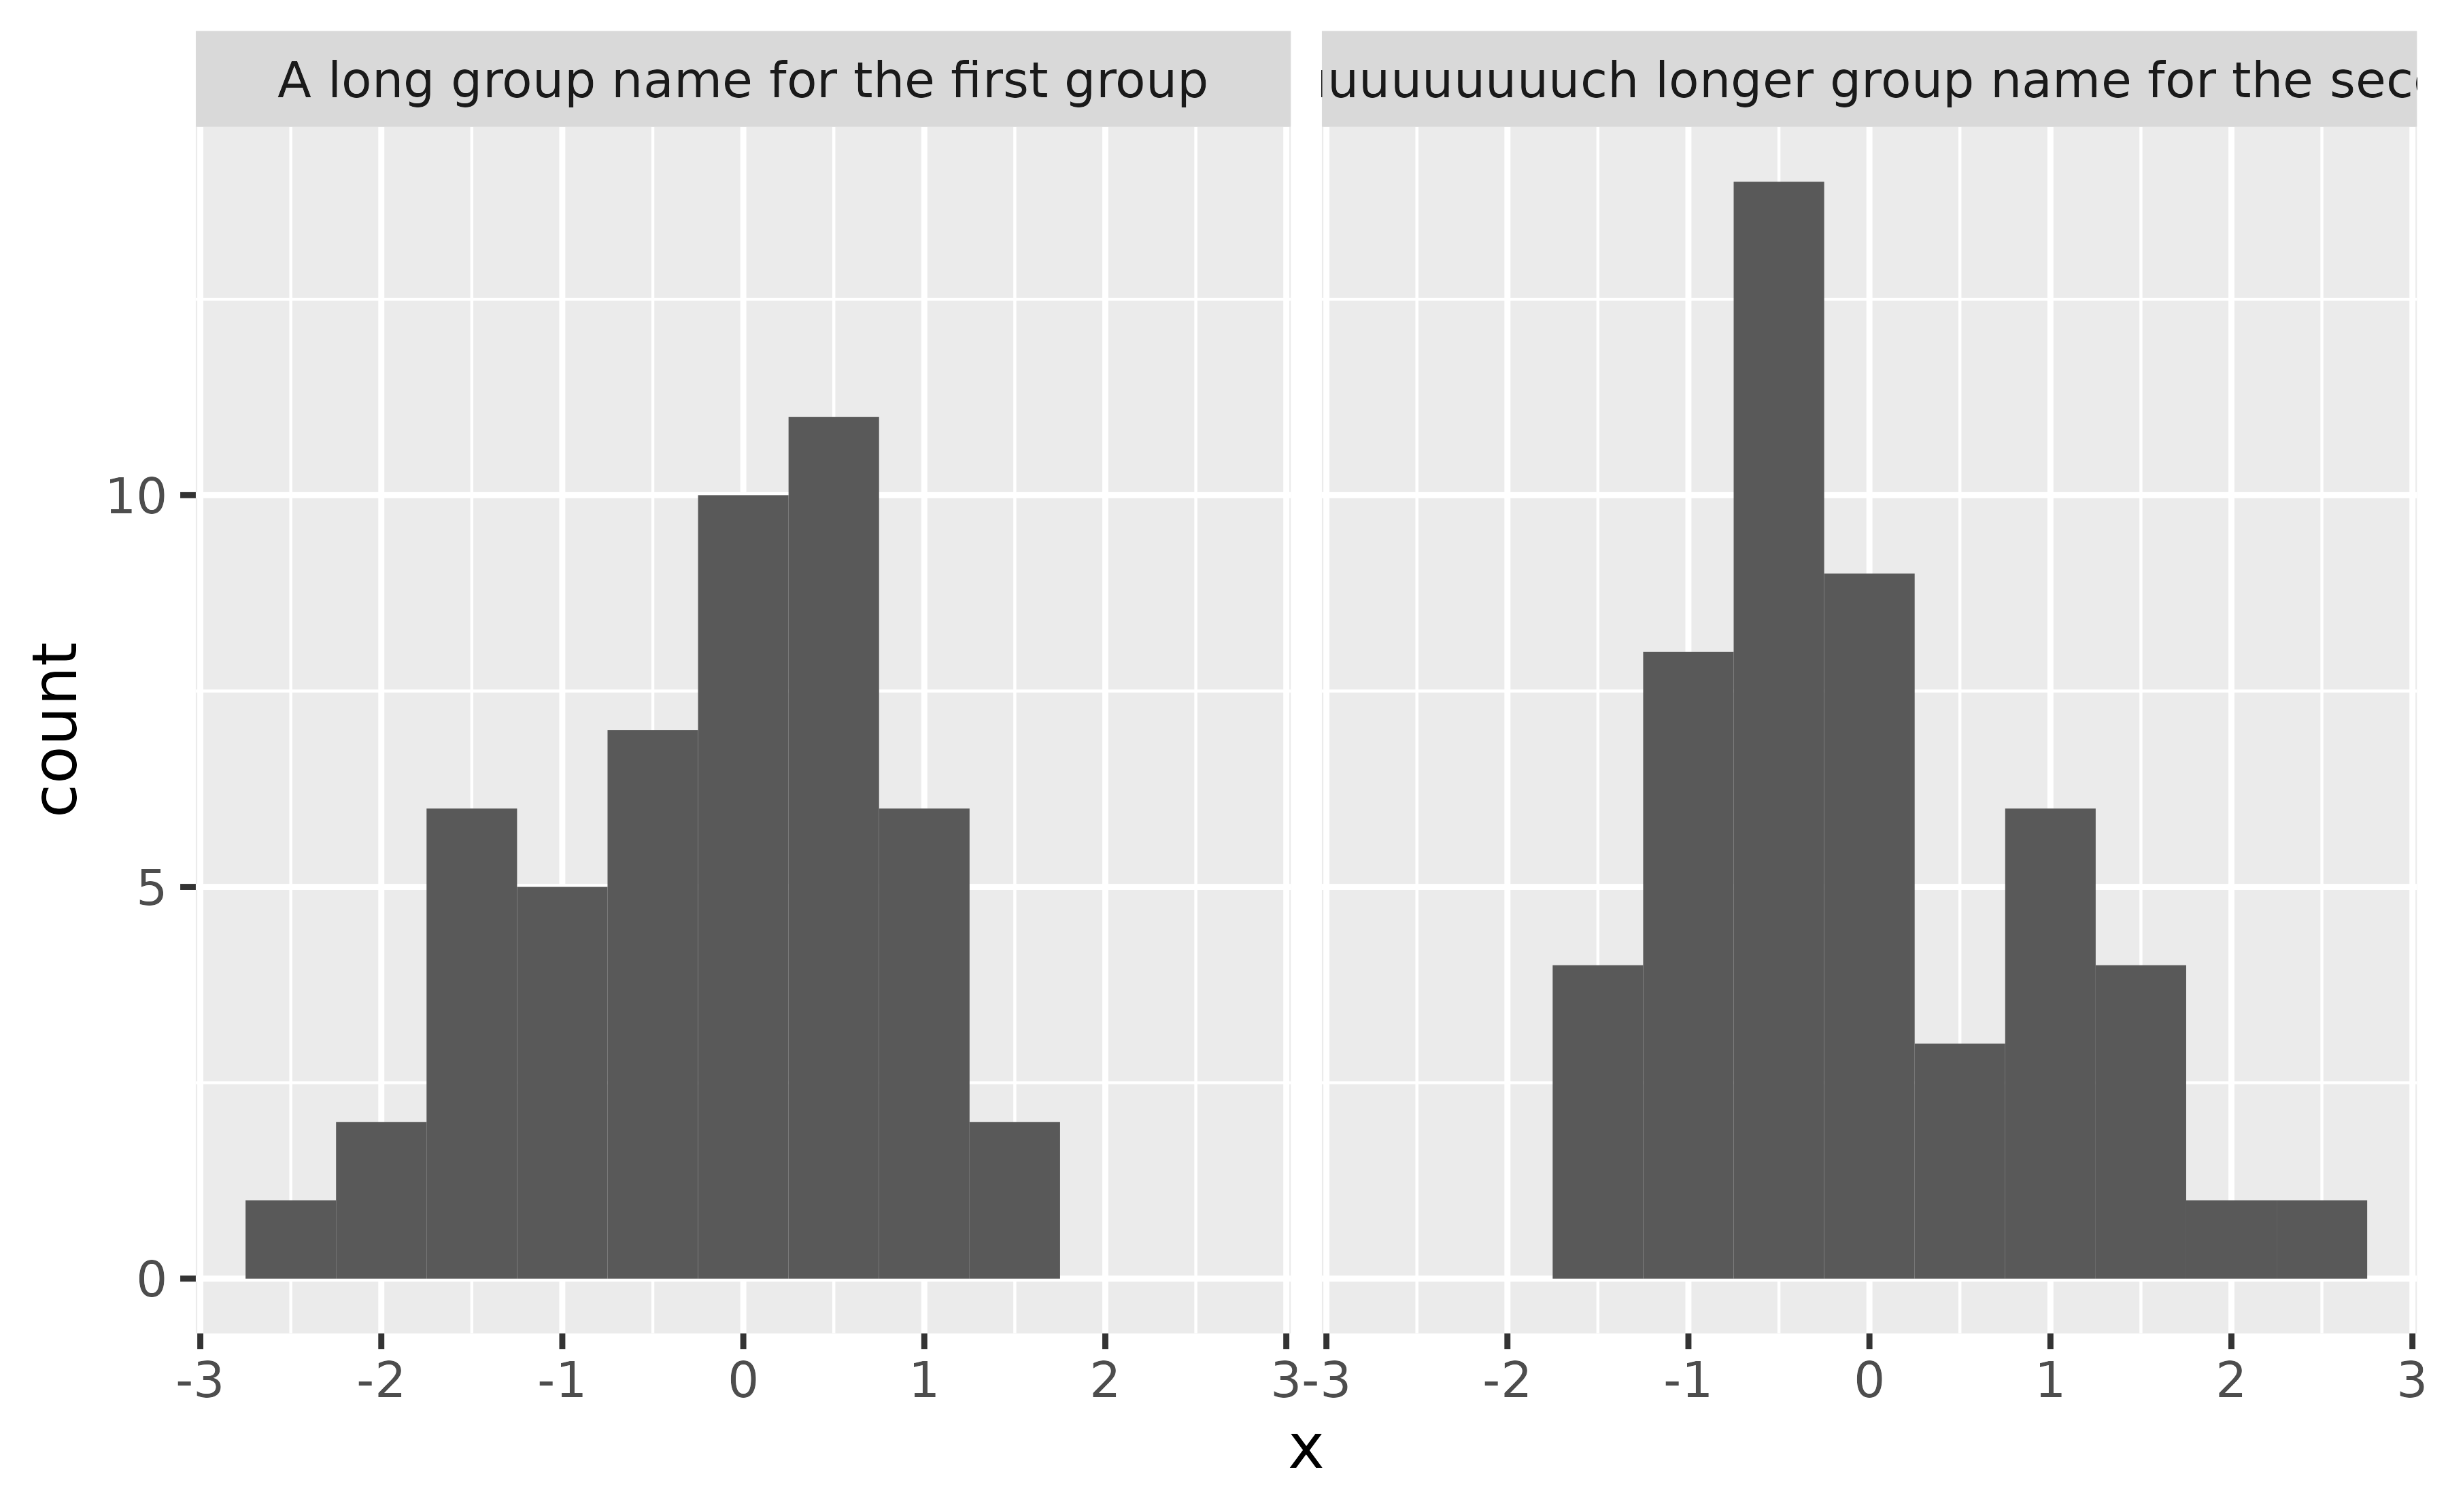 A long group name for the first group
longer group name for the
count
10
5
0
-3 -2 -1 0 1 2 3
-3 -2 -1 0 1 2 3
x